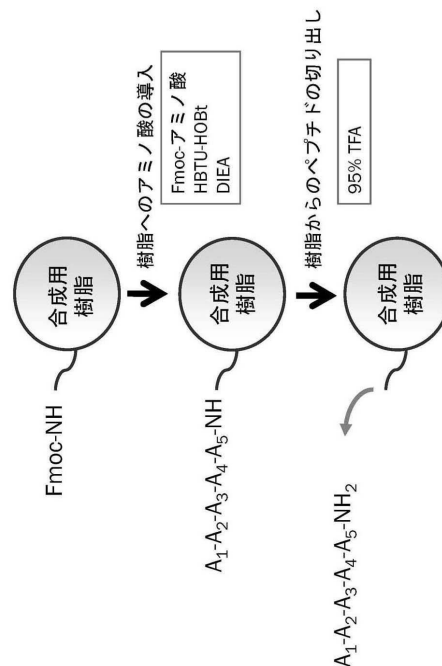 Fmoc-NH
合成用
樹脂
樹脂へのアミノ酸の導入
Fmoc-アミノ酸
HBTU-HOBt
DIEA
A₁-A₂-A₃-A₄-A₅-NH
合成用
樹脂
樹脂からのペプチドの切り出し
95% TFA
A₁-A₂-A₃-A₄-A₅-NH₂
合成用
樹脂